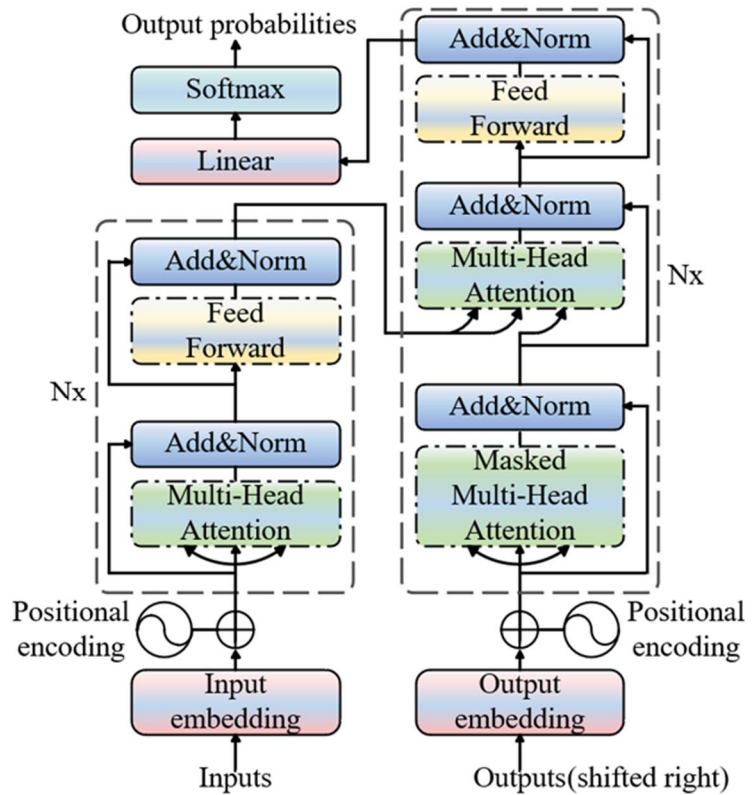 Output probabilities
Softmax
Linear
Add&Norm
Feed
Forward
Nx
Add&Norm
Multi-Head
Attention
Positional
encoding
Input
embedding
Inputs
Add&Norm
Feed
Forward
Add&Norm
Multi-Head
Attention
Nx
Add&Norm
Masked
Multi-Head
Attention
Positional
encoding
Output
embedding
Outputs(shifted right)